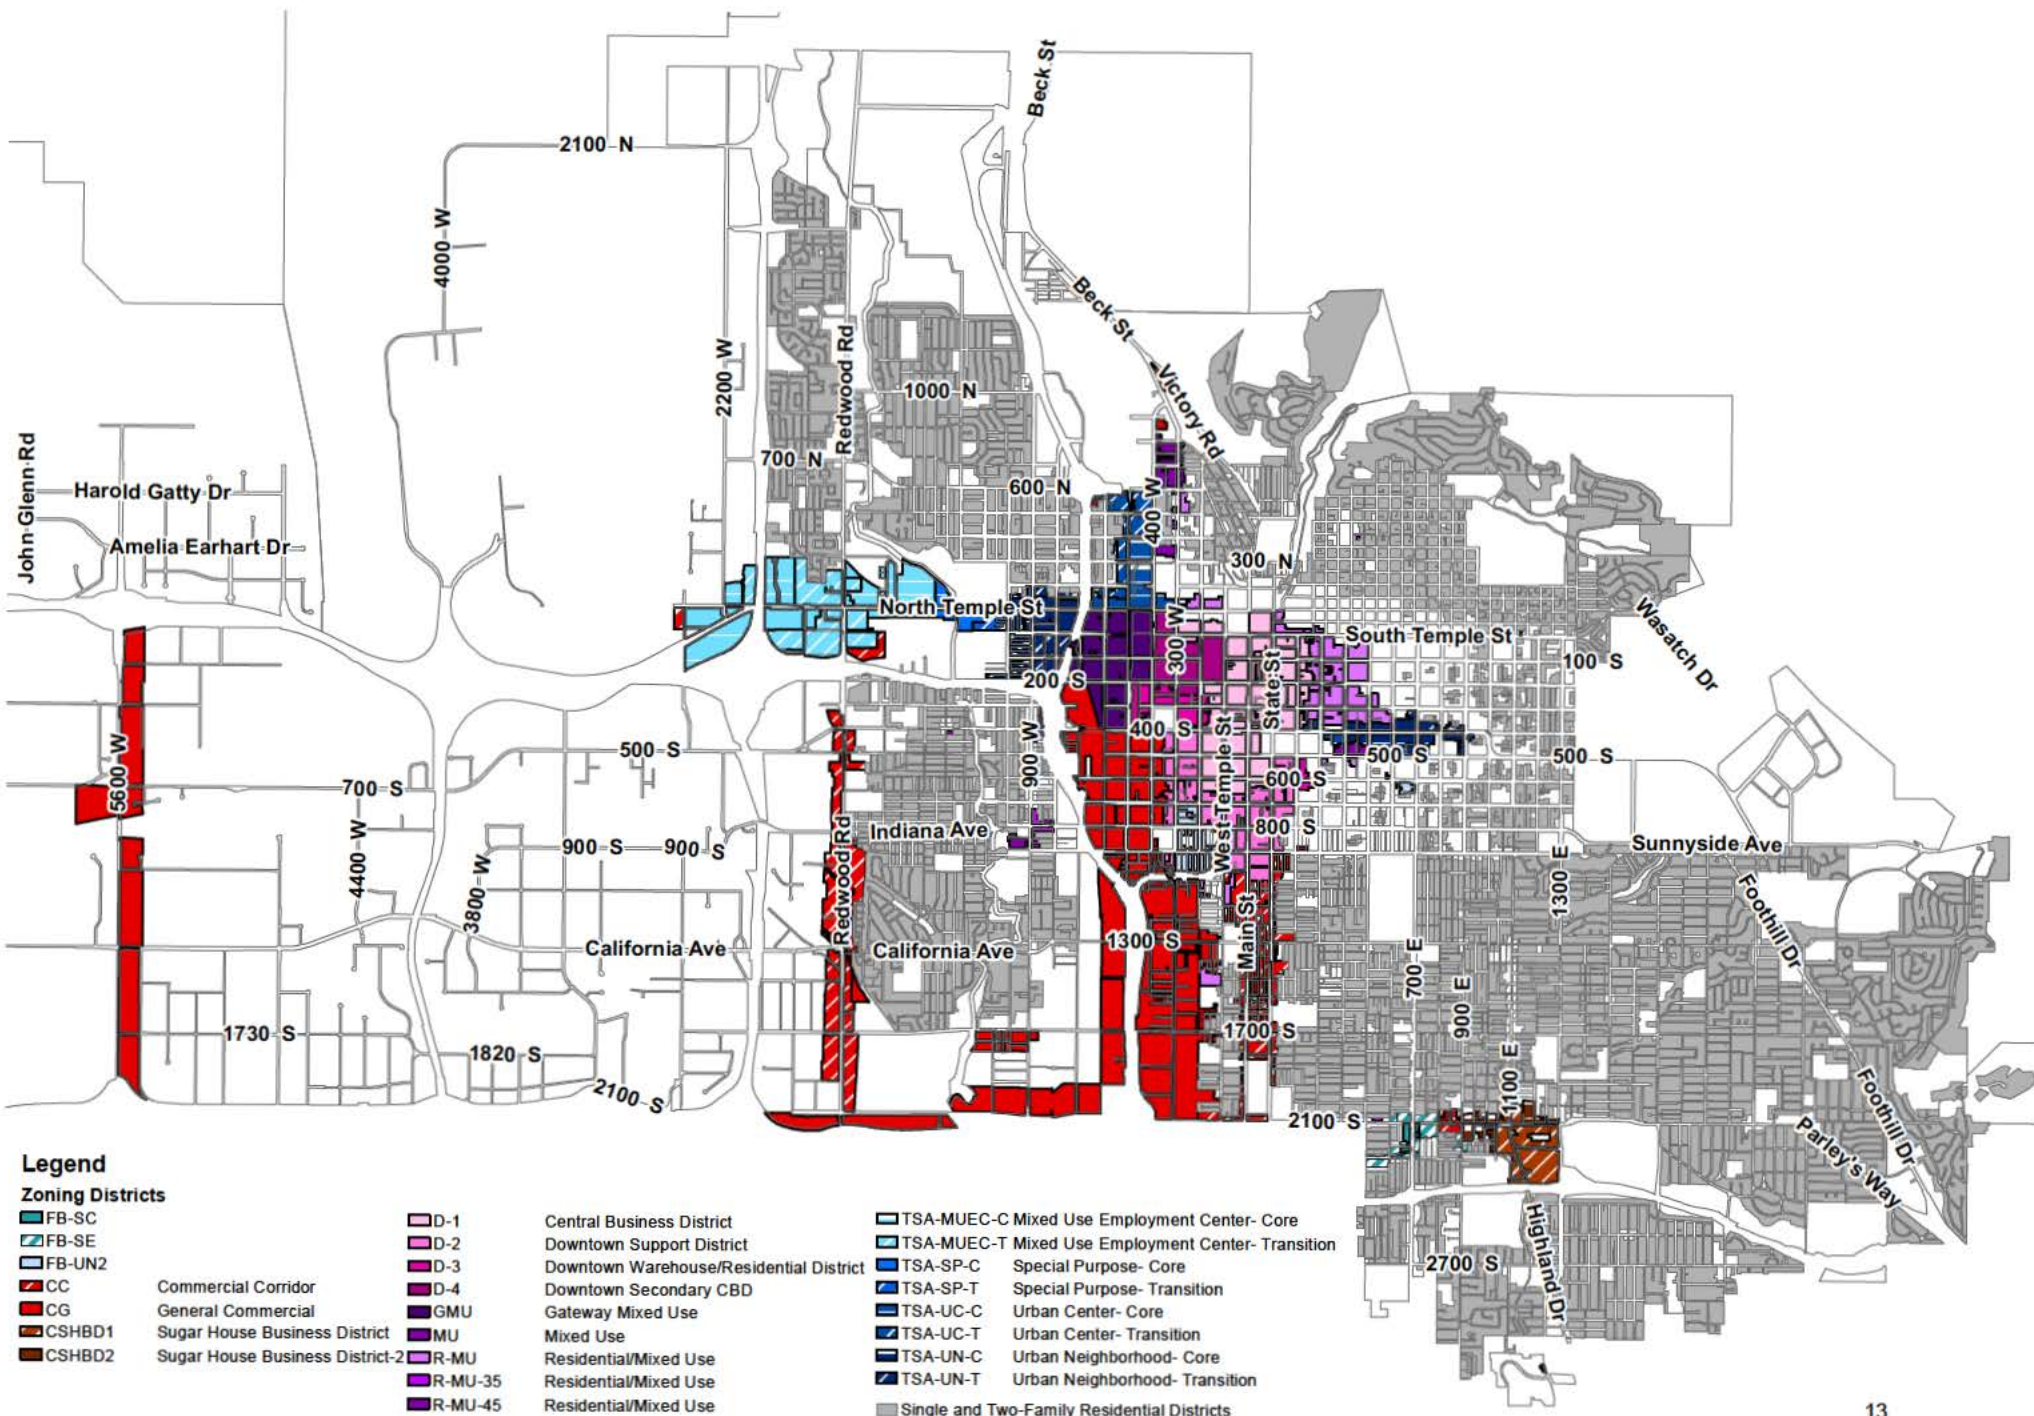 Beck St
2100 N
4000 W
Beck St
2200 W
Redwood Rd
Victory Rd
1000 N
700 N
John Glenn Rd
Harold Gatty Dr
600 N
400 W
Amelia Earhart Dr
300 N
North Temple St
300 W
South Temple St
Wasatch Dr
100 S
200 S
State St
400 S
5600 W
500 S
900 W
West Temple St
500 S
500 S
700 S
600 S
4400 W
Redwood Rd
Indiana Ave
800 S
Sunnyside Ave
900 S
900 S
3800 W
1300 E
Foothill Dr
California Ave
California Ave
1300 S
Main St
700 E
900 E
1730 S
1700 S
1820 S
1100 E
2100 S
2100 S
Foothill Dr
Parley's Way
Highland Dr
2700 S
Legend
Zoning Districts
FB-SC
FB-SE
FB-UN2
CC Commercial Corridor
CG General Commercial
CSHBD1 Sugar House Business District
CSHBD2 Sugar House Business District-2
D-1 Central Business District
D-2 Downtown Support District
D-3 Downtown Warehouse/Residential District
D-4 Downtown Secondary CBD
GMU Gateway Mixed Use
MU Mixed Use
R-MU Residential/Mixed Use
R-MU-35 Residential/Mixed Use
R-MU-45 Residential/Mixed Use
TSA-MUEC-C Mixed Use Employment Center- Core
TSA-MUEC-T Mixed Use Employment Center- Transition
TSA-SP-C Special Purpose- Core
TSA-SP-T Special Purpose- Transition
TSA-UC-C Urban Center- Core
TSA-UC-T Urban Center- Transition
TSA-UN-C Urban Neighborhood- Core
TSA-UN-T Urban Neighborhood- Transition
Single and Two-Family Residential Districts
13